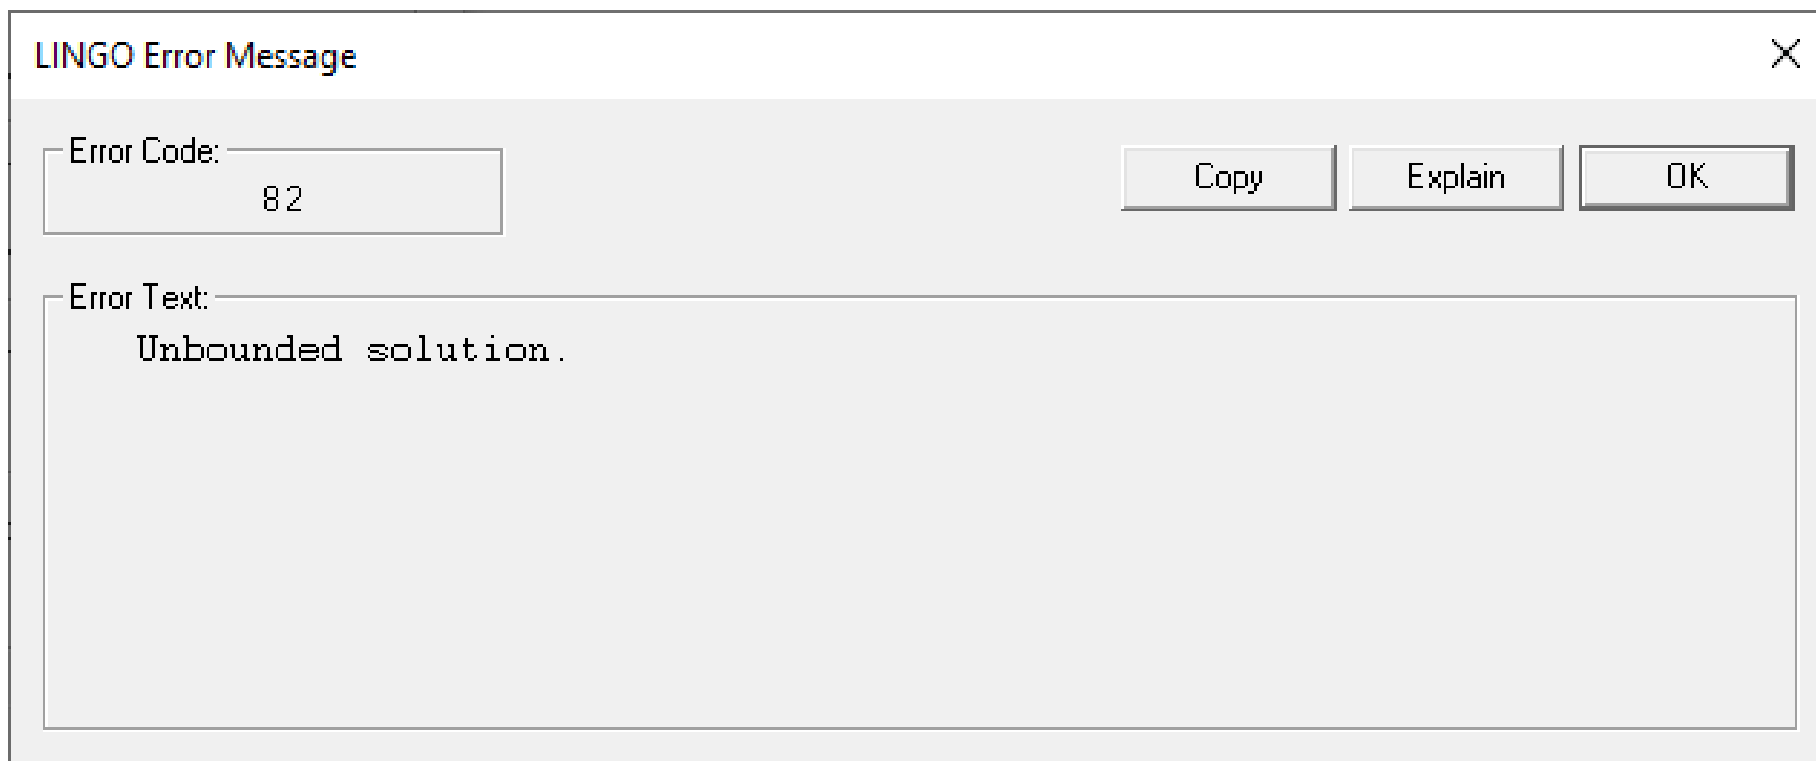 LINGO Error Message
Error Code:
82
Copy
Explain
OK
Error Text:
Unbounded solution.